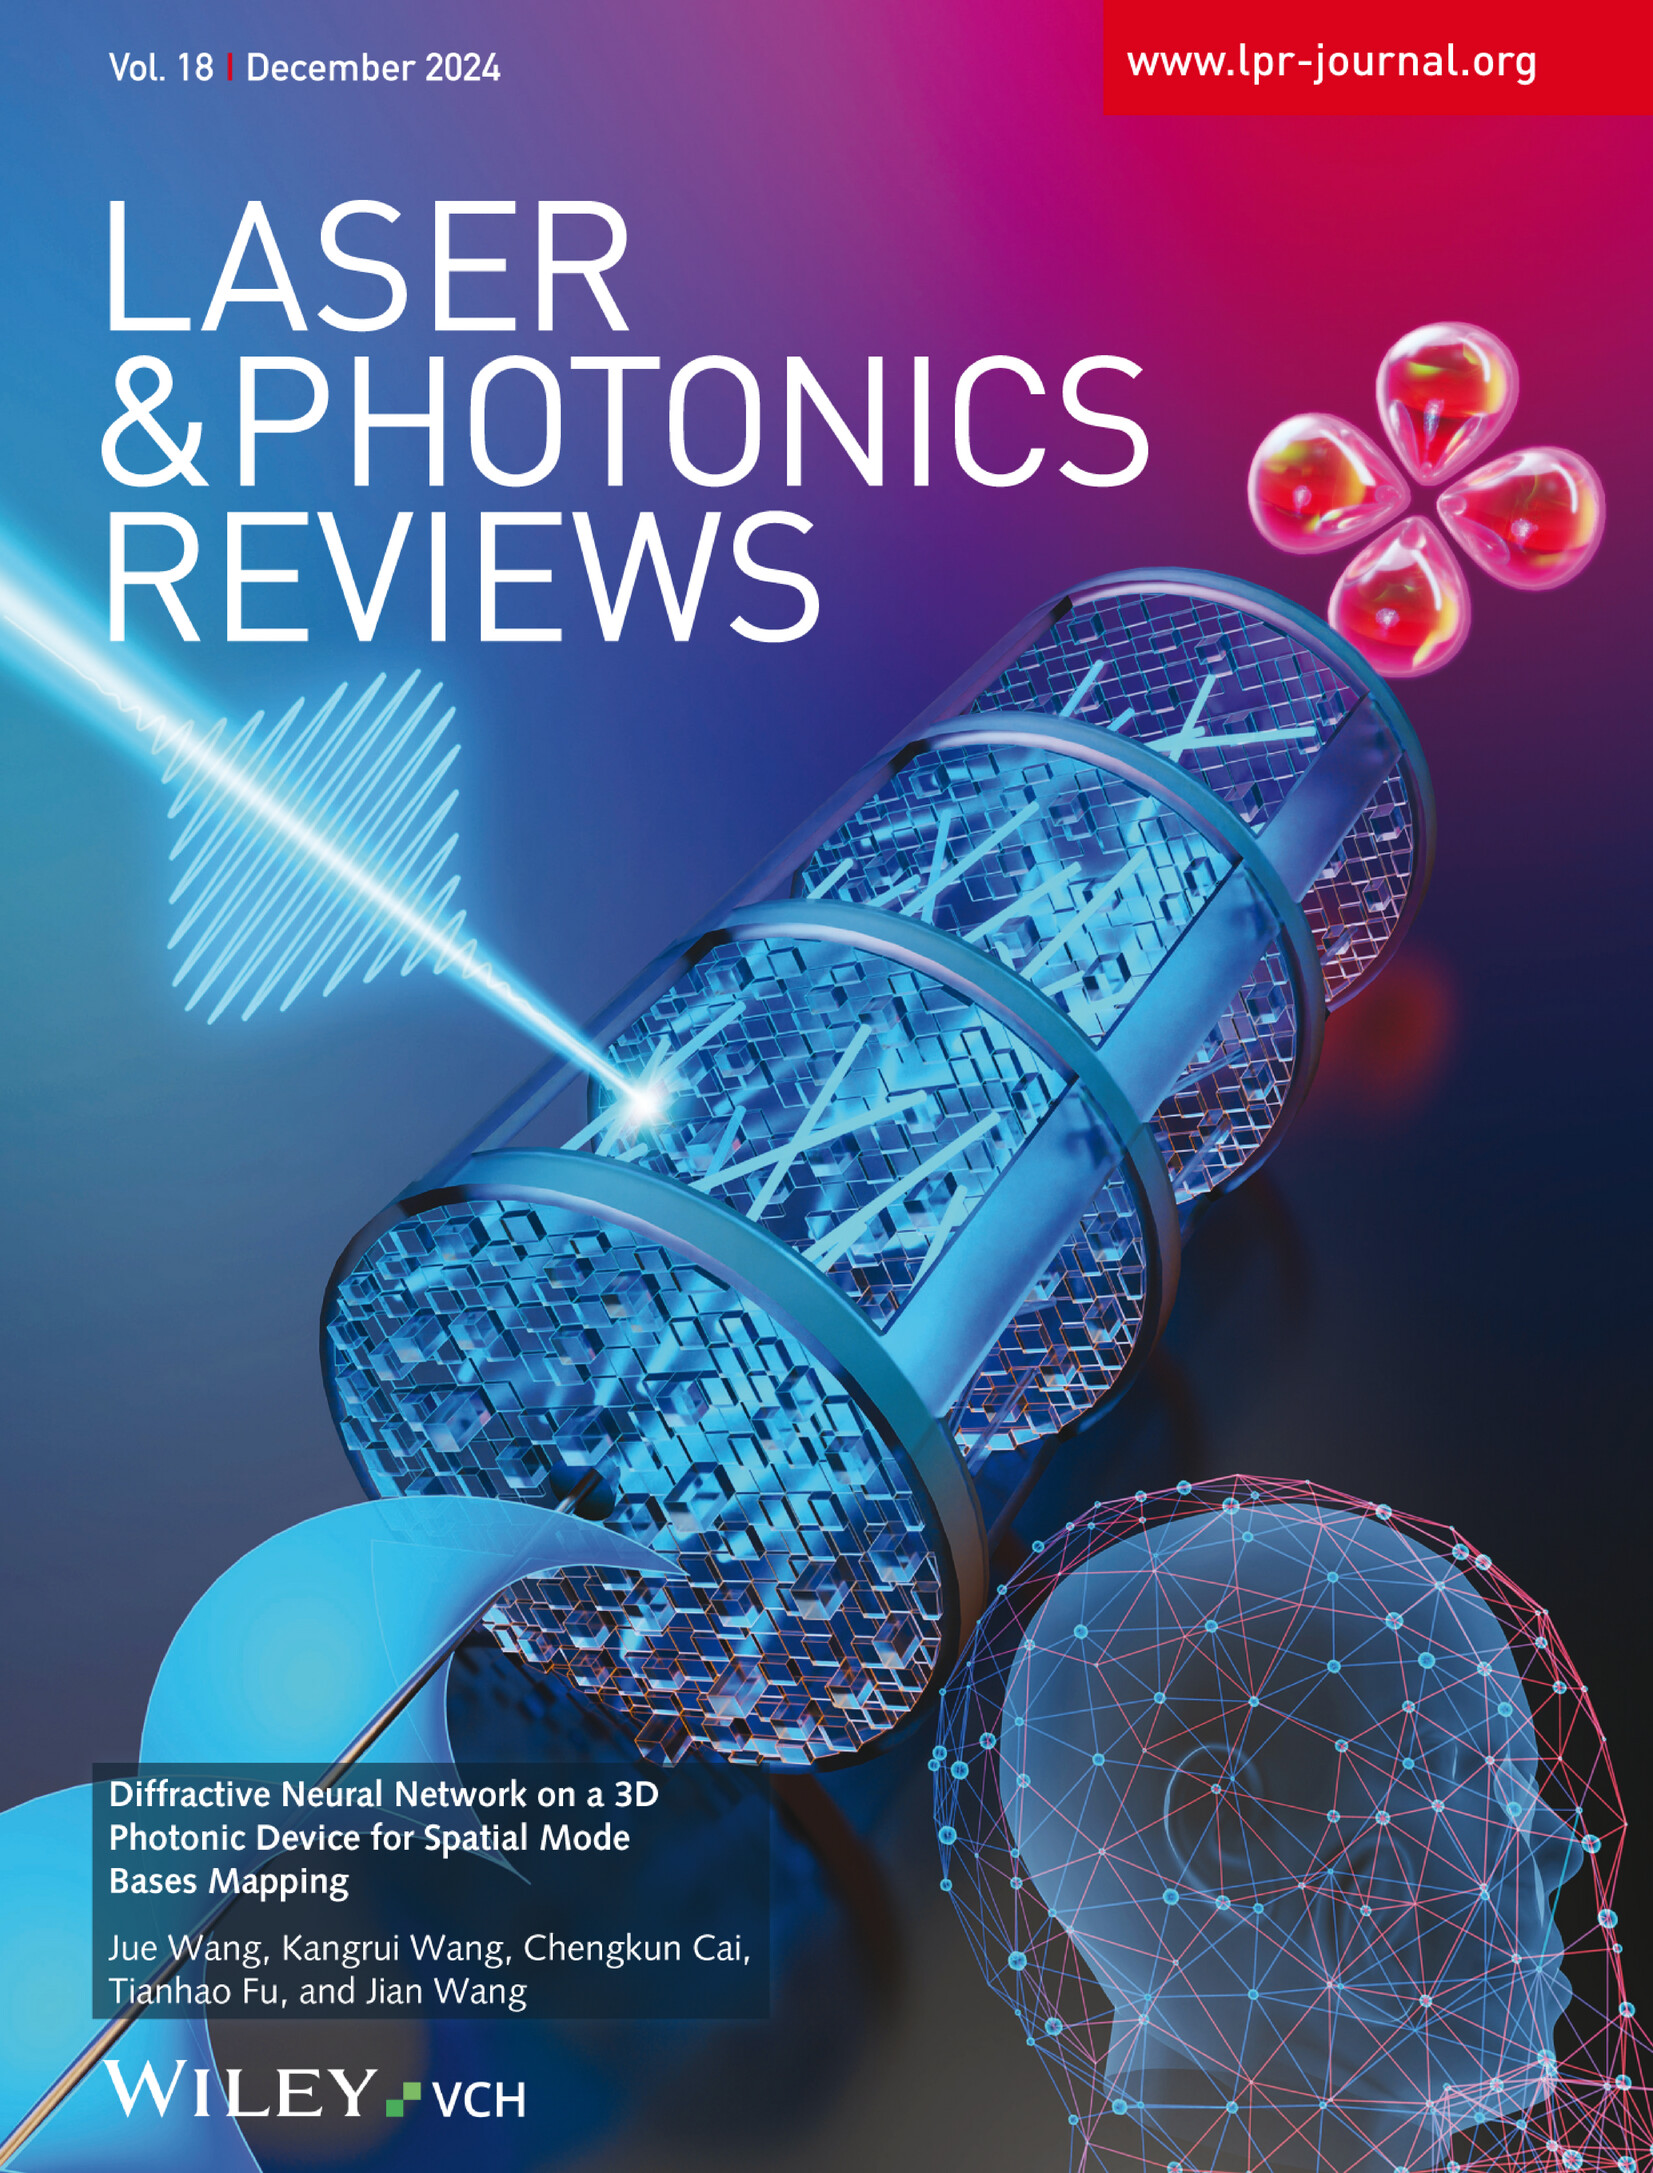 Vol. 18 | December 2024
www.lpr-journal.org
LASER
& PHOTONICS
REVIEWS
Diffractive Neural Network on a 3D
Photonic Device for Spatial Mode
Bases Mapping
Jue Wang, Kangrui Wang, Chengkun Cai,
Tianhao Fu, and Jian Wang
WILEY VCH